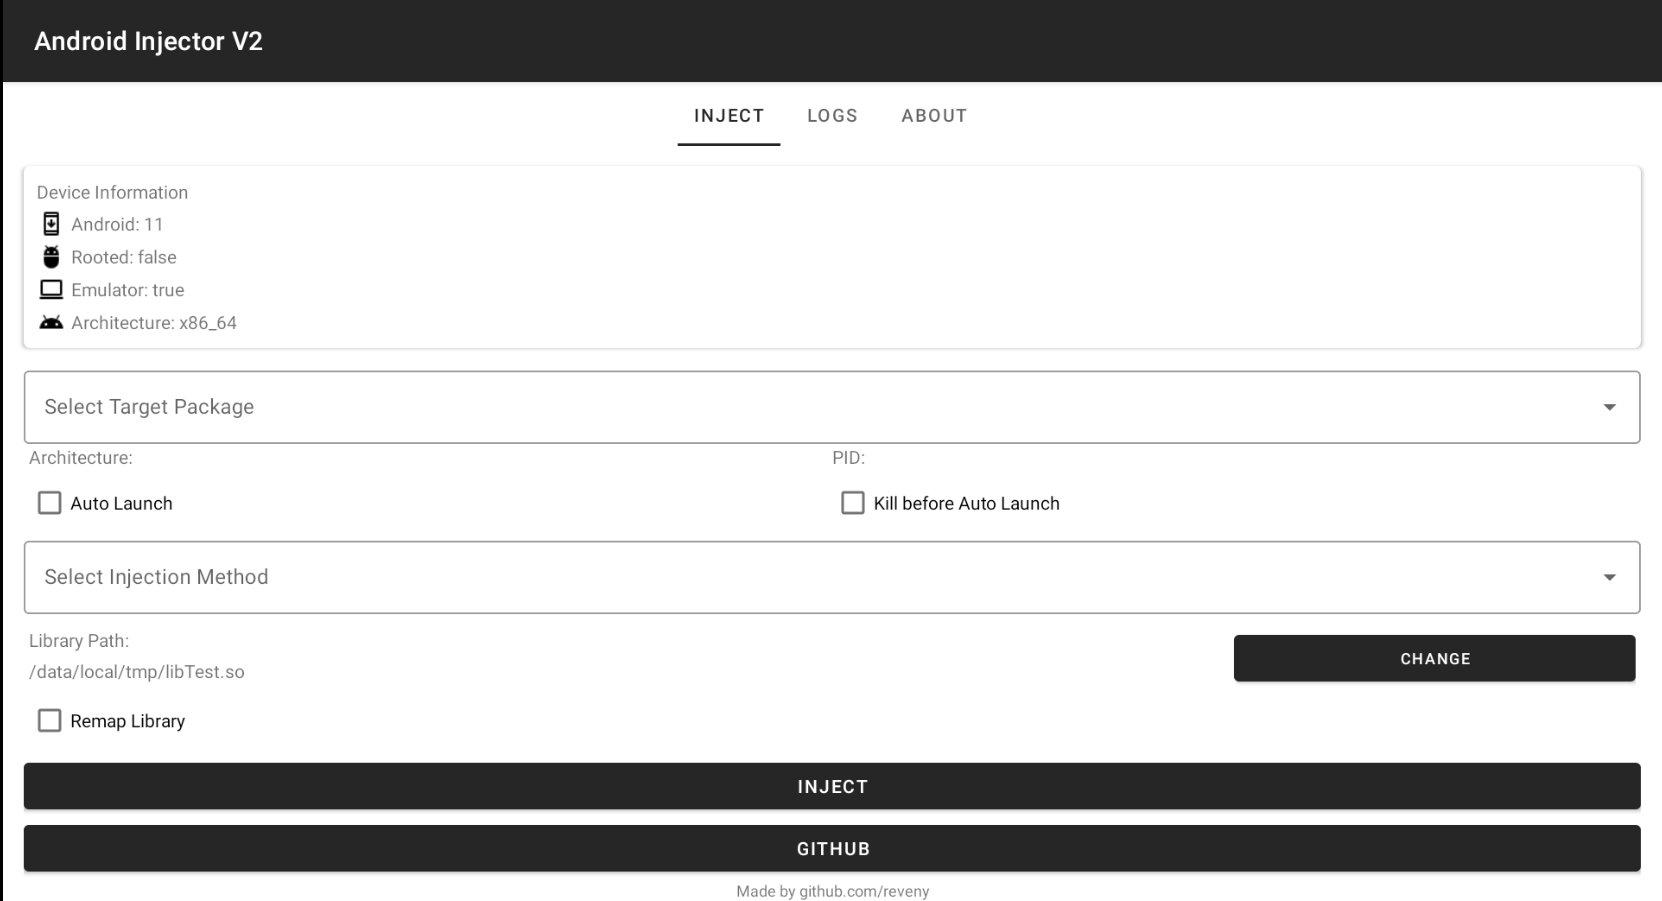 Android Injector V2
INJECT LOGS ABOUT
Device Information
Android: 11
Rooted: false
Emulator: true
Architecture: x86_64
Select Target Package
Architecture: PID:
Auto Launch Kill before Auto Launch
Select Injection Method
Library Path:
CHANGE
/data/local/tmp/libTest.so
Remap Library
INJECT
GITHUB
Made by github.com/reveny